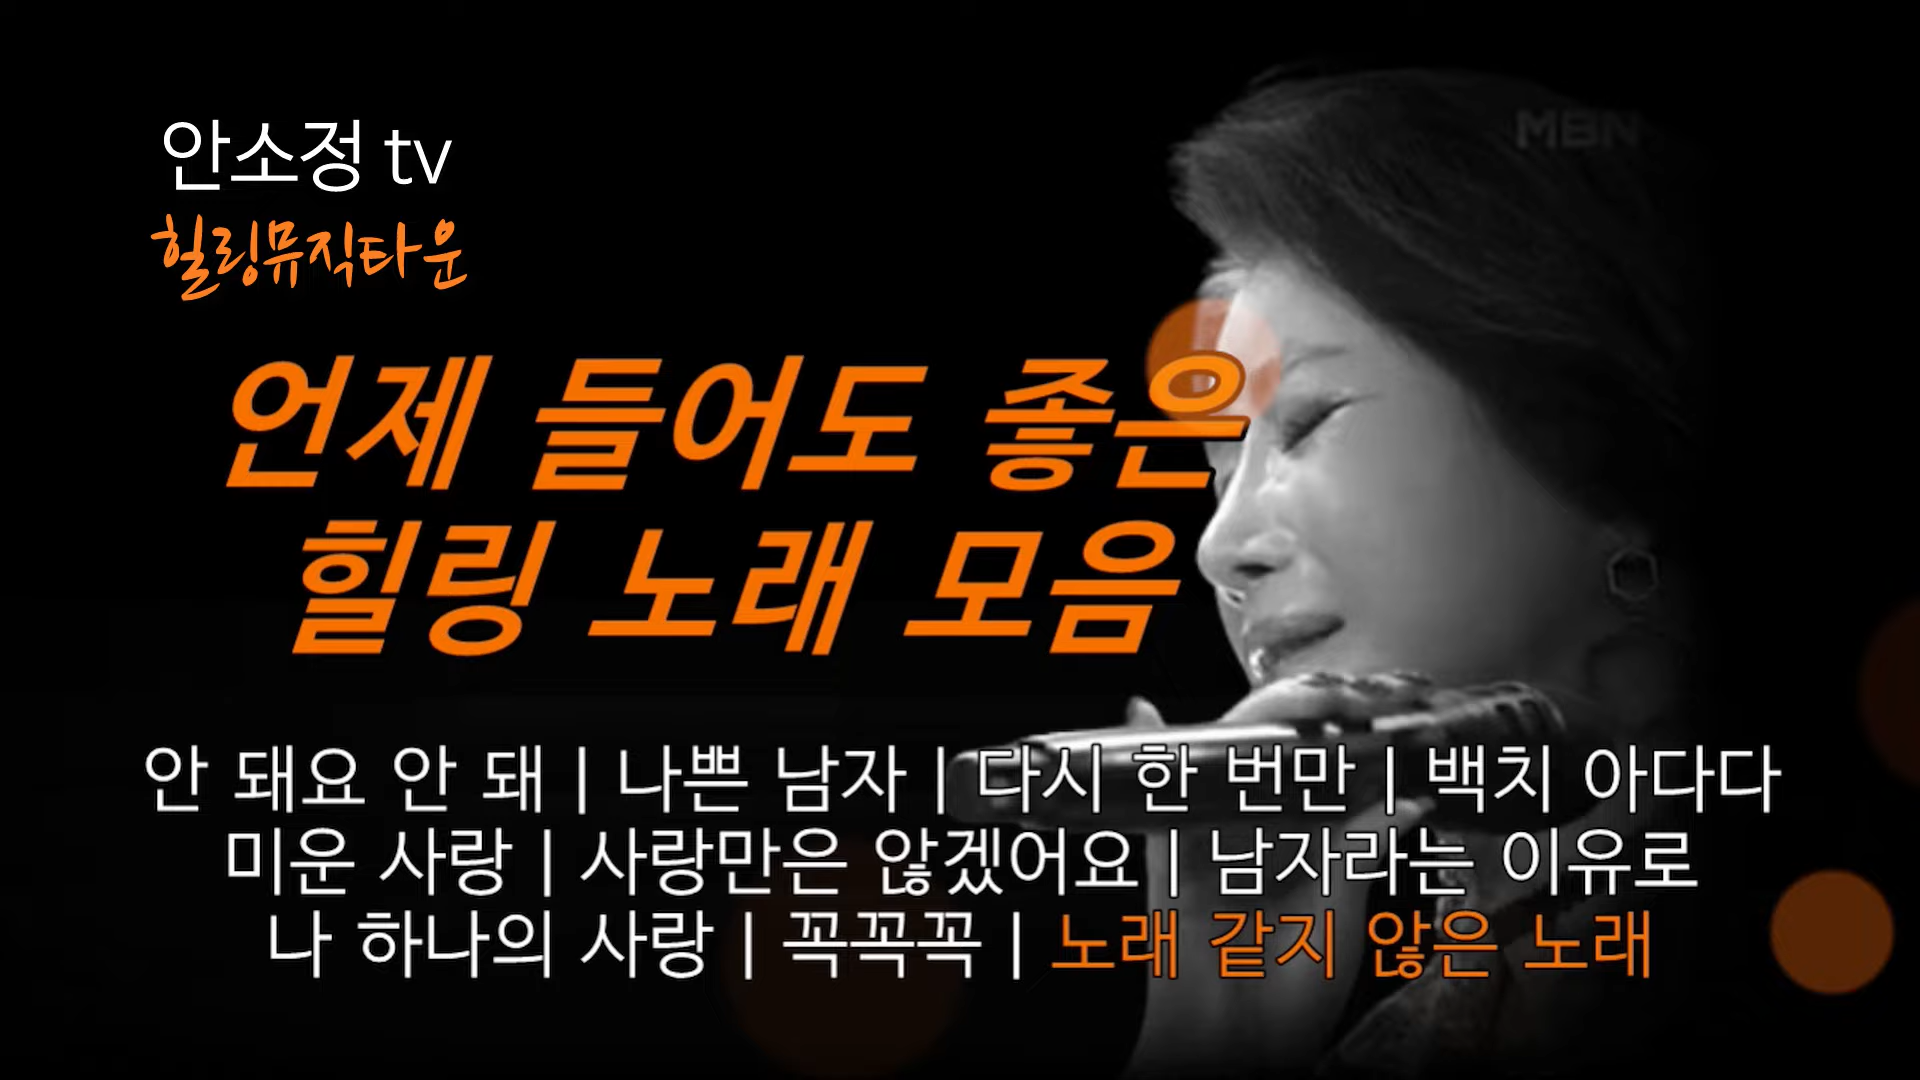 안소정 tv
힐링뮤직타운
MBN
언제 들어도 좋은
힐링 노래 모음
안 돼요 안 돼 | 나쁜 남자 | 다시 한 번만 | 백치 아다다
미운 사랑 | 사랑만은 않겠어요 | 남자라는 이유로
나 하나의 사랑 | 꼭꼭꼭 | 노래 같지 않은 노래